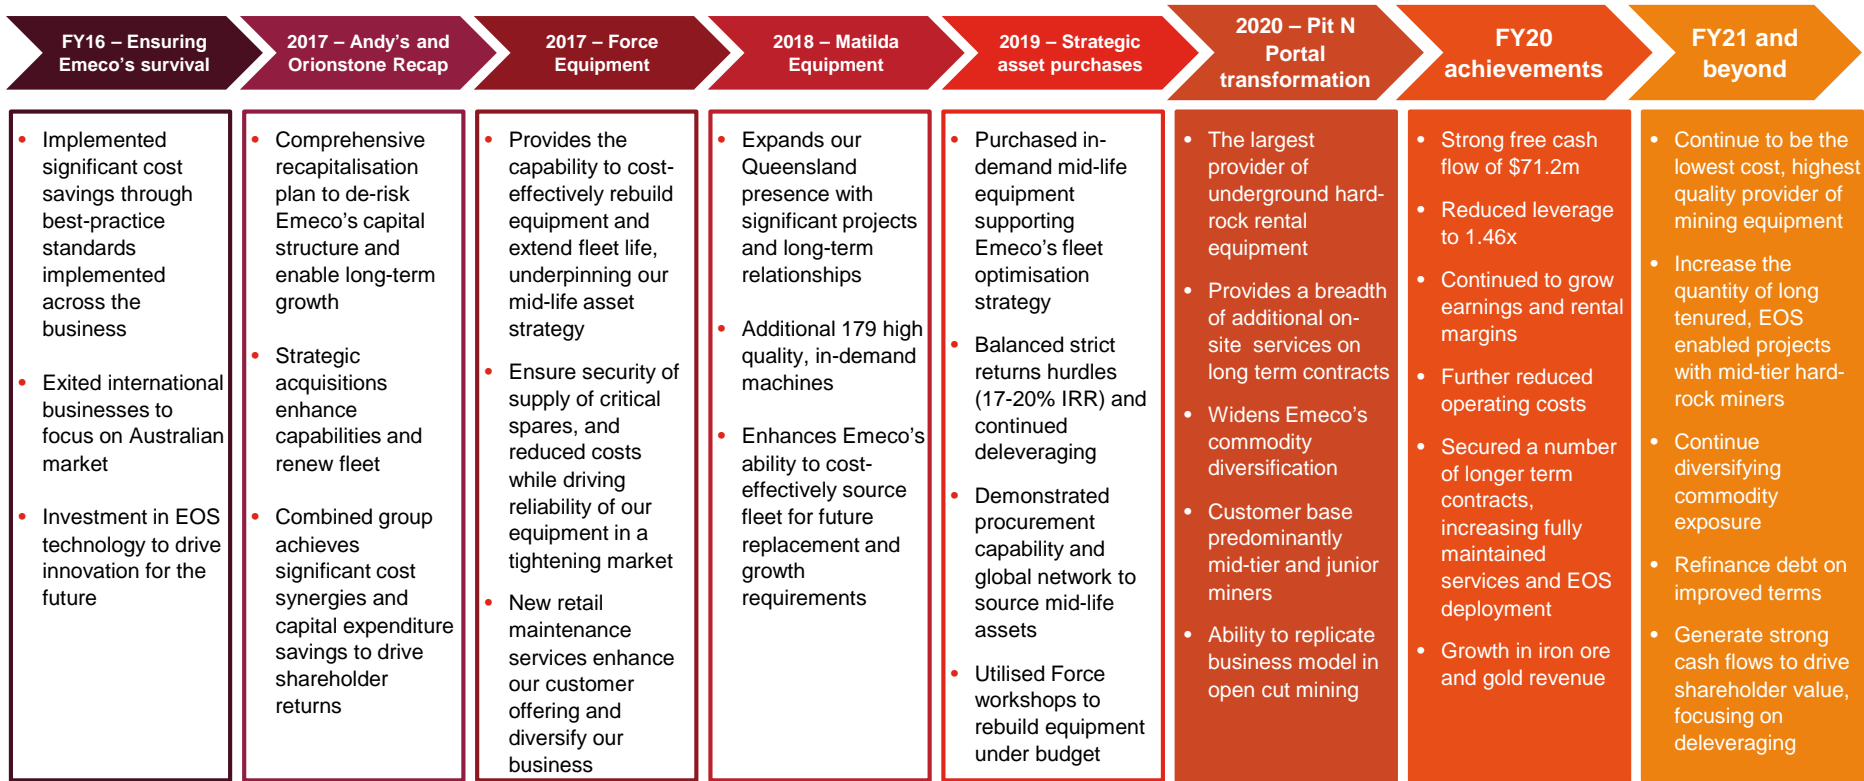 FY16 – Ensuring
Emeco's survival
• Implemented
significant cost
savings through
best-practice
standards
implemented
across the
business
• Exited international
businesses to
focus on Australian
market
• Investment in EOS
technology to drive
innovation for the
future
2017 – Andy's and
Orionstone Recap
• Comprehensive
recapitalisation
plan to de-risk
Emeco's capital
structure and
enable long-term
growth
• Strategic
acquisitions
enhance
capabilities and
renew fleet
• Combined group
achieves
significant cost
synergies and
capital expenditure
savings to drive
shareholder
returns
2017 – Force
Equipment
• Provides the
capability to cost-
effectively rebuild
equipment and
extend fleet life,
underpinning our
mid-life asset
strategy
• Ensure security of
supply of critical
spares, and
reduced costs
while driving
reliability of our
equipment in a
tightening market
• New retail
maintenance
services enhance
our customer
offering and
diversify our
business
2018 – Matilda
Equipment
• Expands our
Queensland
presence with
significant projects
and long-term
relationships
• Additional 179 high
quality, in-demand
machines
• Enhances Emeco's
ability to cost-
effectively source
fleet for future
replacement and
growth
requirements
2019 – Strategic
asset purchases
• Purchased in-
demand mid-life
equipment
supporting
Emeco's fleet
optimisation
strategy
• Balanced strict
returns hurdles
(17-20% IRR) and
continued
deleveraging
• Demonstrated
procurement
capability and
global network to
source mid-life
assets
• Utilised Force
workshops to
rebuild equipment
under budget
2020 – Pit N
Portal
transformation
• The largest
provider of
underground hard-
rock rental
equipment
• Provides a breadth
of additional on-
site services on
long term contracts
• Widens Emeco's
commodity
diversification
• Customer base
predominantly
mid-tier and junior
miners
• Ability to replicate
business model in
open cut mining
FY20
achievements
• Strong free cash
flow of $71.2m
• Reduced leverage
to 1.46x
• Continued to grow
earnings and rental
margins
• Further reduced
operating costs
• Secured a number
of longer term
contracts,
increasing fully
maintained
services and EOS
deployment
• Growth in iron ore
and gold revenue
FY21 and
beyond
• Continue to be the
lowest cost, highest
quality provider of
mining equipment
• Increase the
quantity of long
tenured, EOS
enabled projects
with mid-tier hard-
rock miners
• Continue
diversifying
commodity
exposure
• Refinance debt on
improved terms
• Generate strong
cash flows to drive
shareholder value,
focusing on
deleveraging